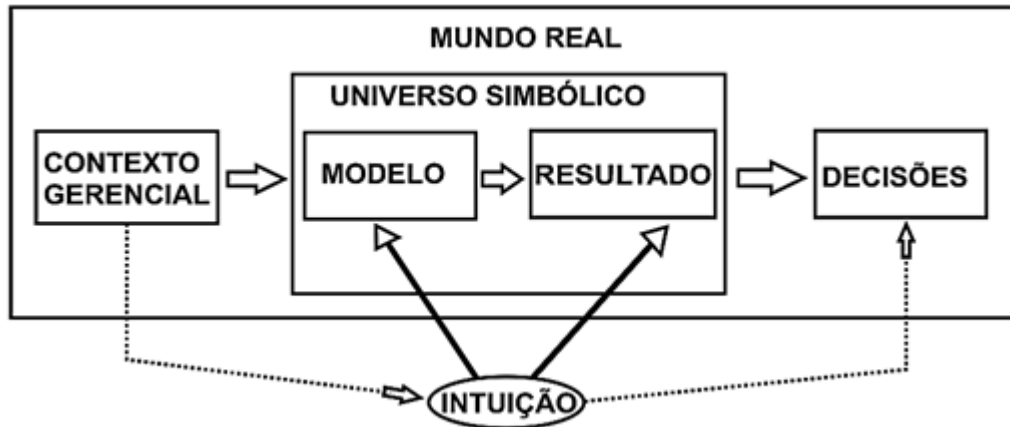 MUNDO REAL
UNIVERSO SIMBÓLICO
CONTEXTO
GERENCIAL
MODELO
RESULTADO
DECISÕES
INTUIÇÃO